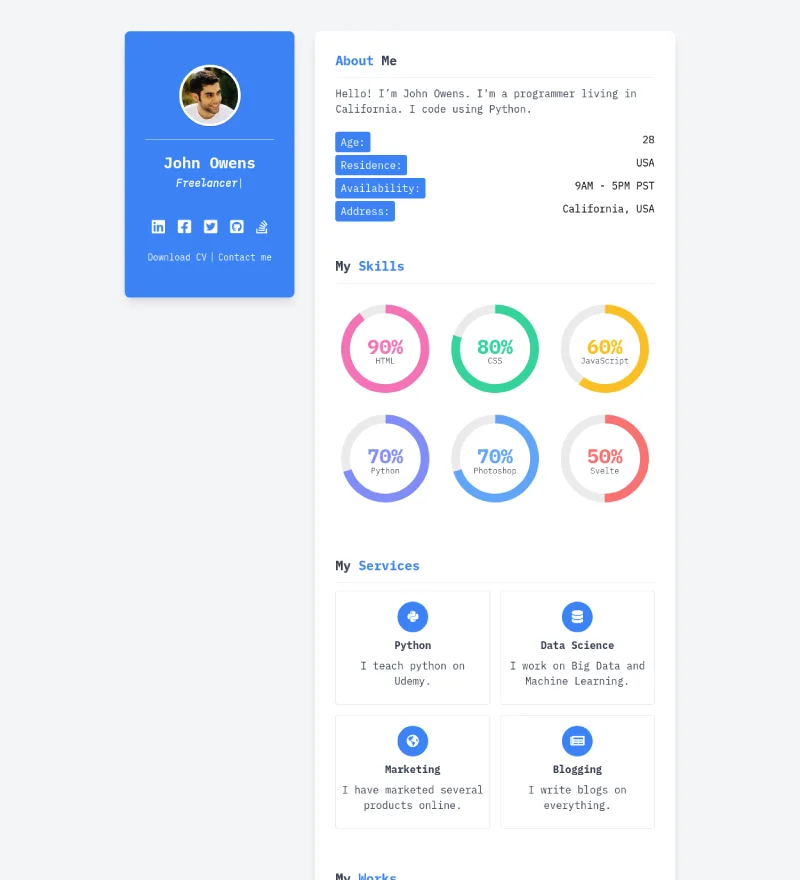 John Owens
Freelancer|
Download CV | Contact me
About Me
Hello! I’m John Owens. I'm a programmer living in
California. I code using Python.
Age: 28
Residence: USA
Availability: 9AM - 5PM PST
Address: California, USA
My Skills
90%
HTML
80%
CSS
60%
JavaScript
70%
Python
70%
Photoshop
50%
Svelte
My Services
Python
I teach python on
Udemy.
Data Science
I work on Big Data and
Machine Learning.
Marketing
I have marketed several
products online.
Blogging
I write blogs on
everything.
My Works